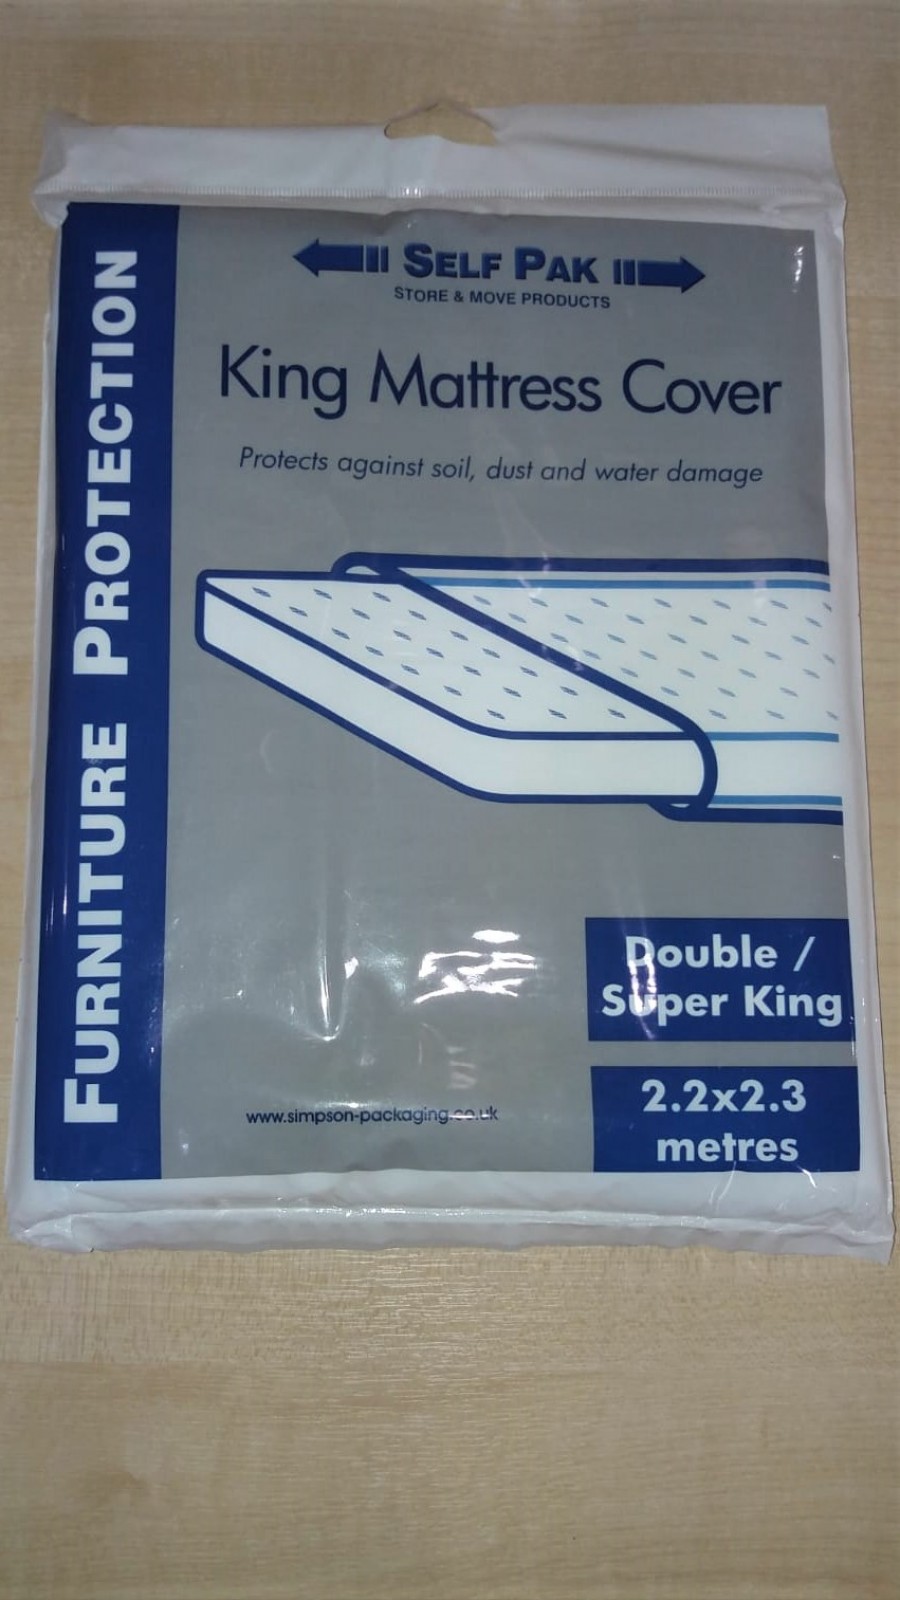 FURNITURE PROTECTION
SELF PAK
STORE & MOVE PRODUCTS
King Mattress Cover
Protects against soil, dust and water damage
Double /
Super King
2.2x2.3
metres
www.simpson-packaging.co.uk